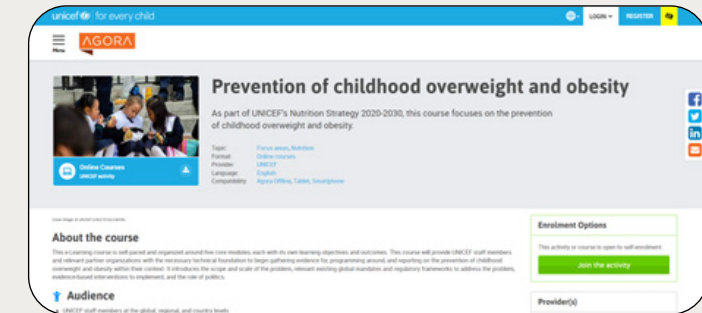 unicef for every child
LOGIN
REGISTER
Menu
AGORA
Prevention of childhood overweight and obesity
As part of UNICEF's Nutrition Strategy 2020-2030, this course focuses on the prevention
of childhood overweight and obesity.
Topic: Focus areas, Nutrition
Format: Online courses
Provider: UNICEF
Language: English
Compatibility: Agora Offline, Tablet, Smartphone
Online Courses
UNICEF activity
About the course
This e-Learning course is self-paced and organized around five core modules, each with its own learning objectives and outcomes. This course will provide UNICEF staff members
and relevant partner organizations with the necessary technical foundation to begin gathering evidence for, programming around, and reporting on the prevention of childhood
overweight and obesity within their context. It introduces the scope and scale of the problem, relevant existing global mandates and regulatory frameworks to address the problem,
evidence-based interventions to implement, and the role of politics.
Audience
UNICEF staff members at the global, regional, and country levels
Enrolment Options
This activity or course is open to self-enrolment.
Join the activity
Provider(s)